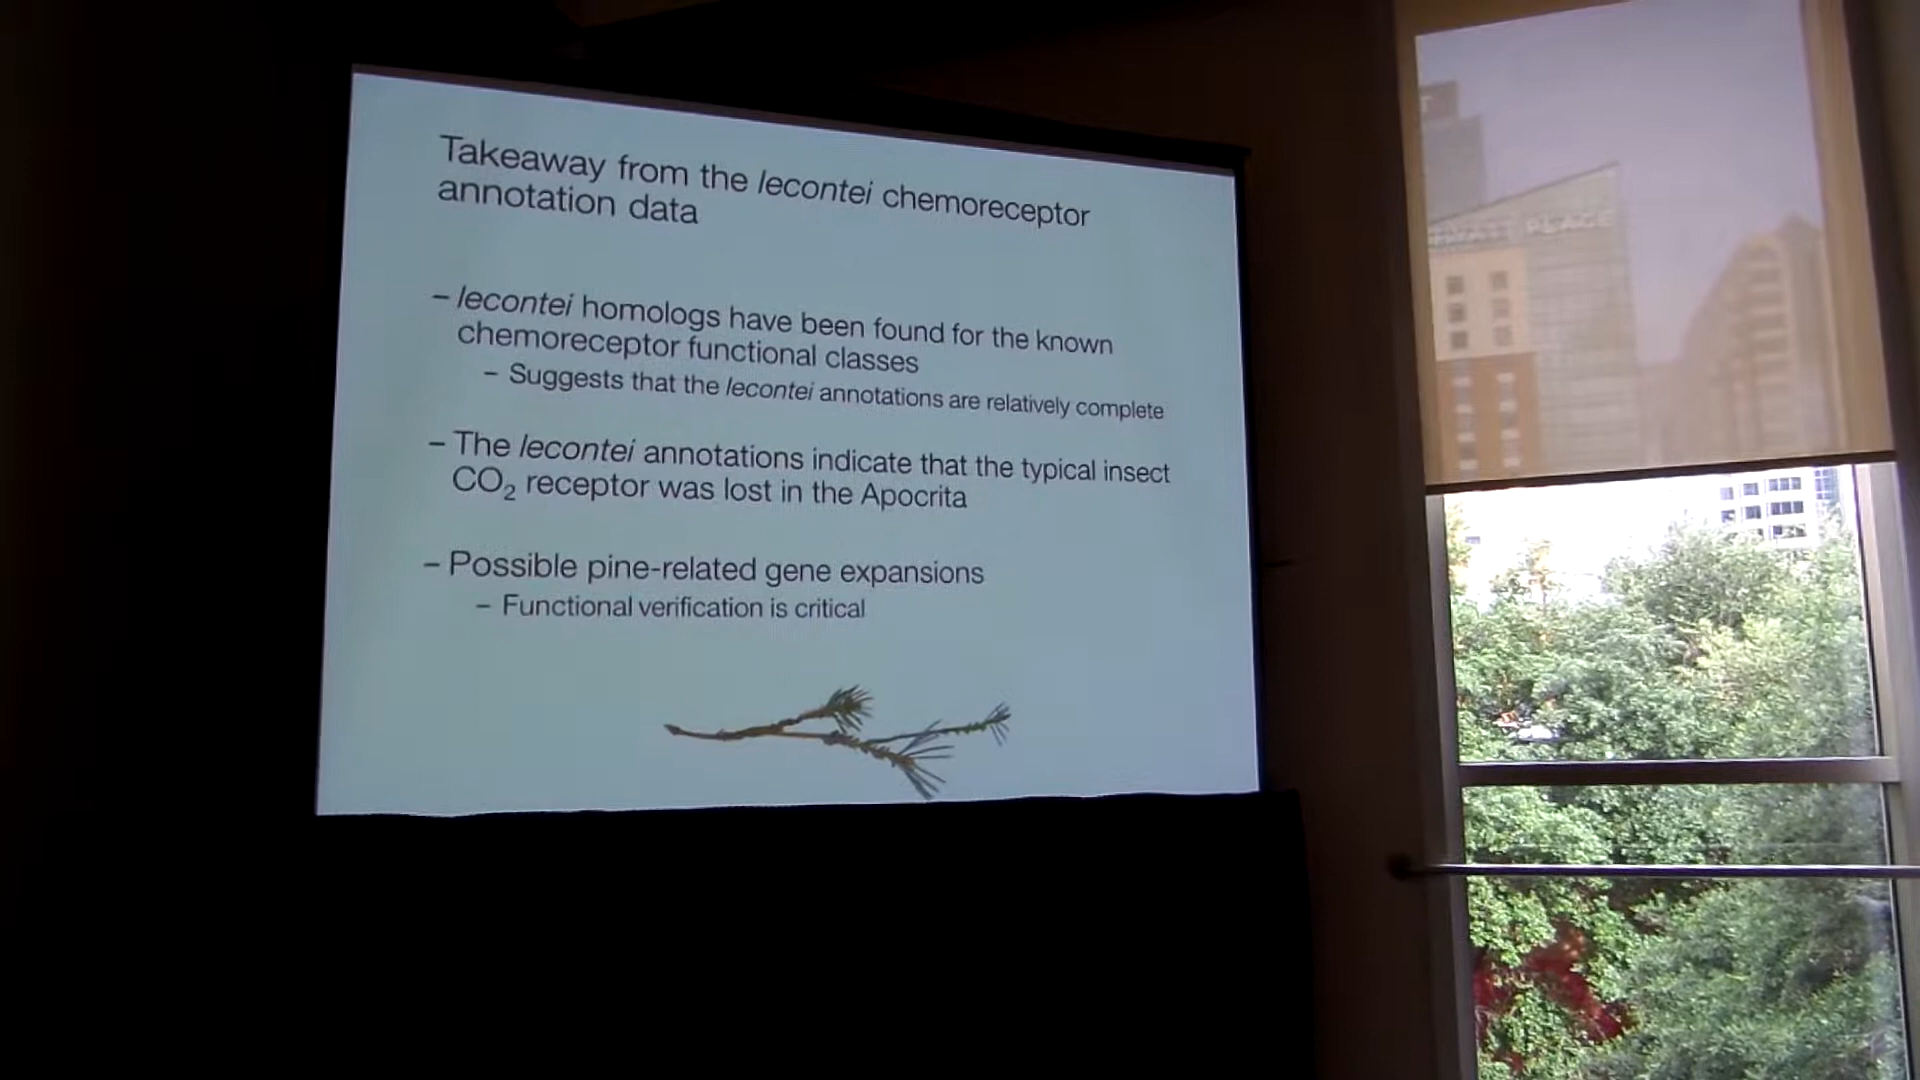 Takeaway from the lecontei chemoreceptor
annotation data
– lecontei homologs have been found for the known
chemoreceptor functional classes
– Suggests that the lecontei annotations are relatively complete
– The lecontei annotations indicate that the typical insect
CO₂ receptor was lost in the Apocrita
– Possible pine-related gene expansions
– Functional verification is critical
HYATT PLACE